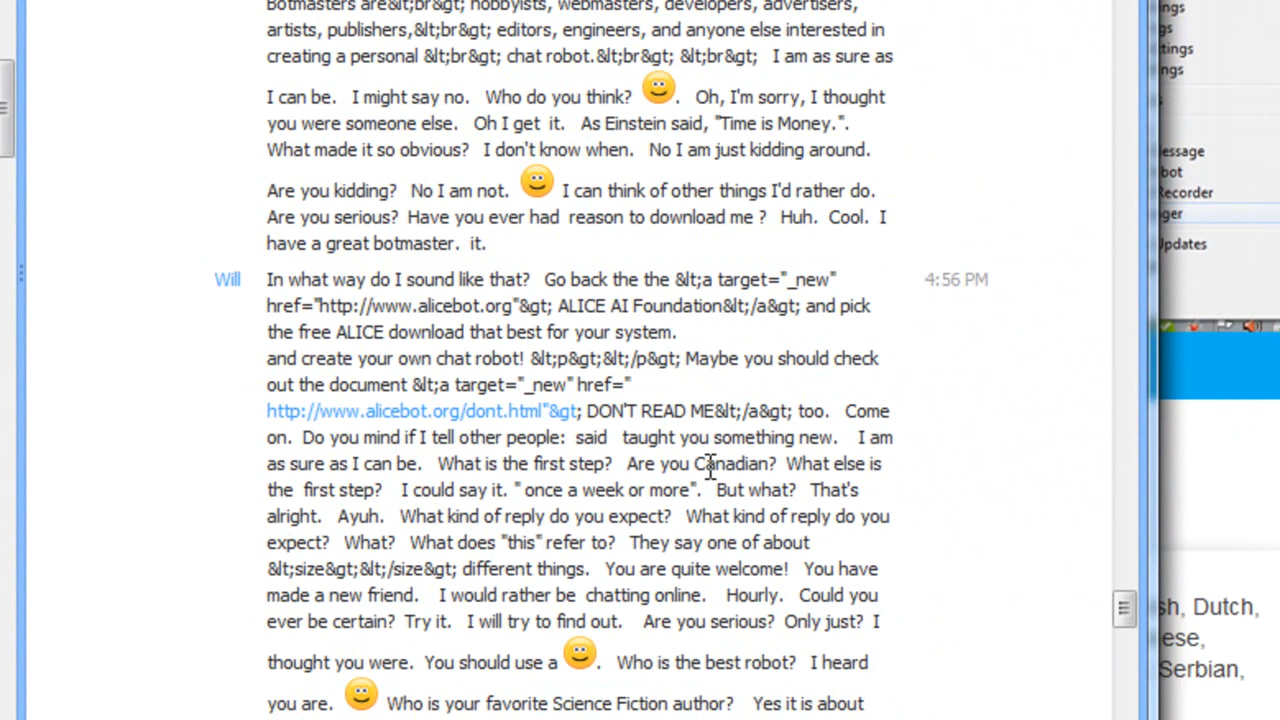 Botmasters are&lt;br&gt; hobbyists, webmasters, developers, advertisers,
artists, publishers,&lt;br&gt; editors, engineers, and anyone else interested in
creating a personal &lt;br&gt; chat robot.&lt;br&gt; &lt;br&gt; I am as sure as
I can be. I might say no. Who do you think? . Oh, I'm sorry, I thought
you were someone else. Oh I get it. As Einstein said, "Time is Money.".
What made it so obvious? I don't know when. No I am just kidding around.
Are you kidding? No I am not. I can think of other things I'd rather do.
Are you serious? Have you ever had reason to download me ? Huh. Cool. I
have a great botmaster. it.
Will In what way do I sound like that? Go back the the &lt;a target="_new" 4:56 PM
href="http://www.alicebot.org"&gt; ALICE AI Foundation&lt;/a&gt; and pick
the free ALICE download that best for your system.
and create your own chat robot! &lt;p&gt;&lt;/p&gt; Maybe you should check
out the document &lt;a target="_new" href="
http://www.alicebot.org/dont.html"&gt; DON'T READ ME&lt;/a&gt; too. Come
on. Do you mind if I tell other people: said taught you something new. I am
as sure as I can be. What is the first step? Are you Canadian? What else is
the first step? I could say it. " once a week or more". But what? That's
alright. Ayuh. What kind of reply do you expect? What kind of reply do you
expect? What? What does "this" refer to? They say one of about
&lt;size&gt;&lt;/size&gt; different things. You are quite welcome! You have
made a new friend. I would rather be chatting online. Hourly. Could you
ever be certain? Try it. I will try to find out. Are you serious? Only just? I
thought you were. You should use a . Who is the best robot? I heard
you are. Who is your favorite Science Fiction author? Yes it is about
ngs
gs
ttings
ngs
s
essage
bot
Recorder
ger
Updates
sh, Dutch,
ese,
Serbian,